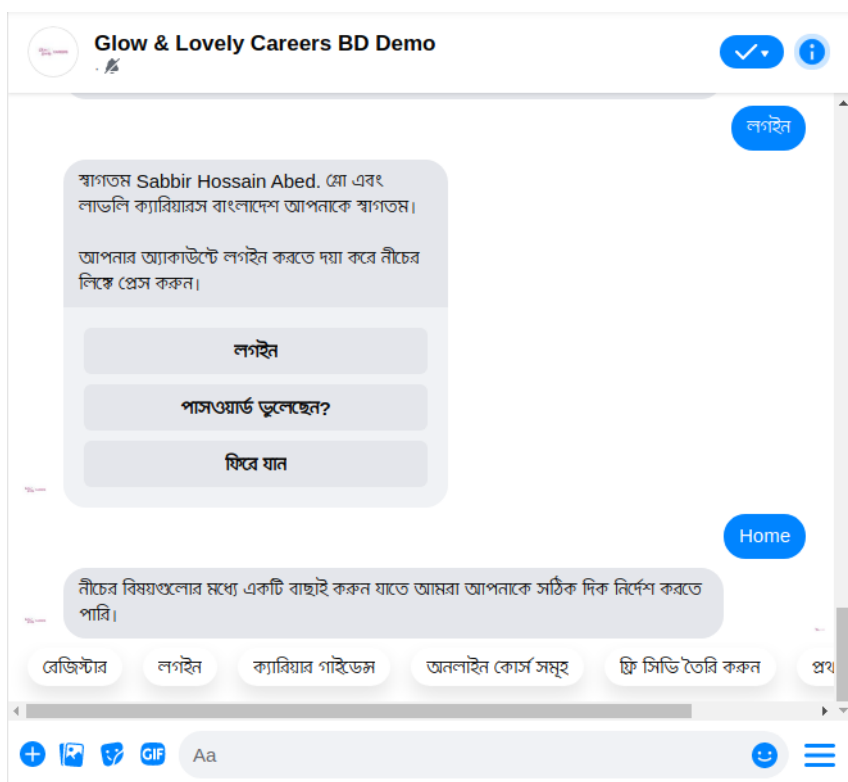 Glow & Lovely Careers BD Demo
লগইন
স্বাগতম Sabbir Hossain Abed. গ্লো এবং
লাভলি ক্যারিয়ারস বাংলাদেশ আপনাকে স্বাগতম।
আপনার অ্যাকাউন্টে লগইন করতে দয়া করে নীচের
লিঙ্কে প্রেস করুন।
লগইন
পাসওয়ার্ড ভুলেছেন?
ফিরে যান
Home
নীচের বিষয়গুলোর মধ্যে একটি বাছাই করুন যাতে আমরা আপনাকে সঠিক দিক নির্দেশ করতে
পারি।
রেজিস্টার লগইন ক্যারিয়ার গাইডেন্স অনলাইন কোর্স সমূহ ফ্রি সিভি তৈরি করুন
GIF Aa